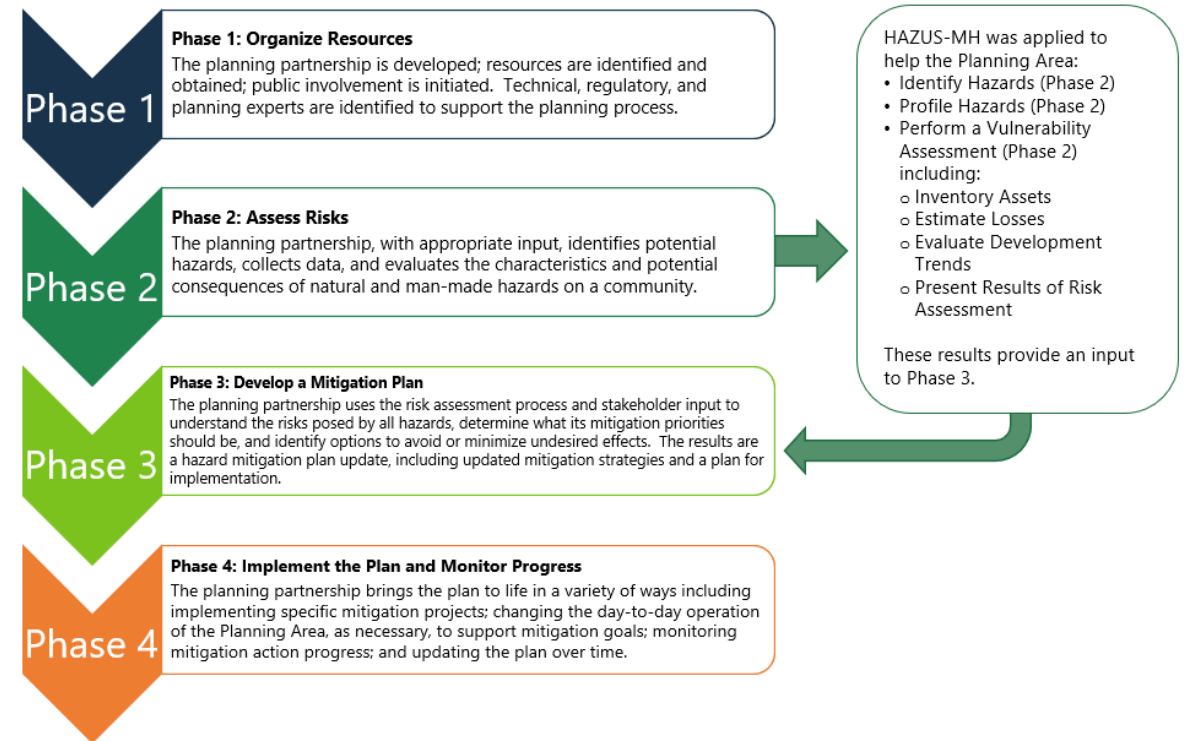 Phase 1
Phase 1: Organize Resources
The planning partnership is developed; resources are identified and
obtained; public involvement is initiated.  Technical, regulatory, and
planning experts are identified to support the planning process.
Phase 2
Phase 2: Assess Risks
The planning partnership, with appropriate input, identifies potential
hazards, collects data, and evaluates the characteristics and potential
consequences of natural and man-made hazards on a community.
HAZUS-MH was applied to
help the Planning Area:
• Identify Hazards (Phase 2)
• Profile Hazards (Phase 2)
• Perform a Vulnerability
Assessment (Phase 2)
including:
o Inventory Assets
o Estimate Losses
o Evaluate Development
Trends
o Present Results of Risk
Assessment
These results provide an input
to Phase 3.
Phase 3
Phase 3: Develop a Mitigation Plan
The planning partnership uses the risk assessment process and stakeholder input to
understand the risks posed by all hazards, determine what its mitigation priorities
should be, and identify options to avoid or minimize undesired effects.  The results are
a hazard mitigation plan update, including updated mitigation strategies and a plan for
implementation.
Phase 4
Phase 4: Implement the Plan and Monitor Progress
The planning partnership brings the plan to life in a variety of ways including
implementing specific mitigation projects; changing the day-to-day operation
of the Planning Area, as necessary, to support mitigation goals; monitoring
mitigation action progress; and updating the plan over time.